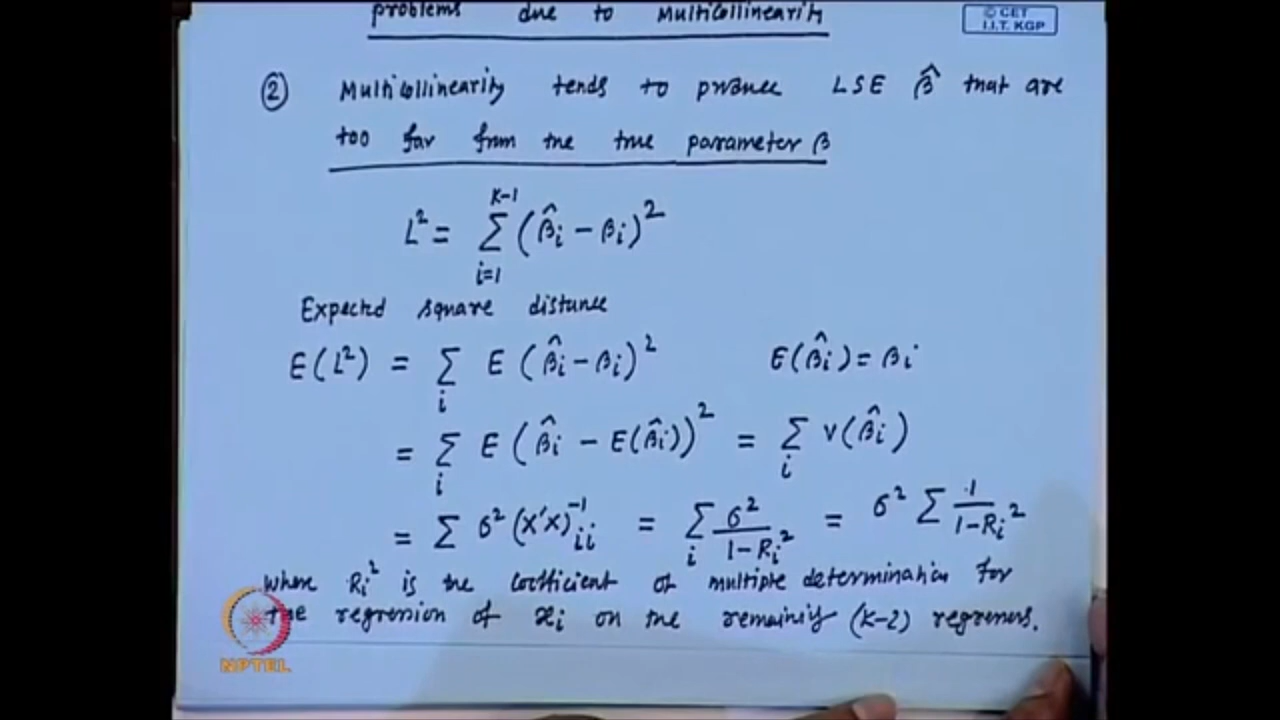 problems due to Multicollinearity
© CET
I.I.T. KGP
② Multicollinearity tends to produce LSE β̂ that are
too far from the true parameter β
L² = Σ_{i=1}^{K-1} (β̂i − βi)²
Expected square distance
E(L²) = Σ_i E(β̂i − βi)² E(β̂i) = βi
= Σ_i E(β̂i − E(β̂i))² = Σ_i V(β̂i)
= Σ σ² (X'X)⁻¹ii = Σ_i σ²/(1−Ri²) = σ² Σ 1/(1−Ri²)
where Ri² is the coefficient of multiple determination for
the regression of xi on the remaining (K-2) regressors.
NPTEL